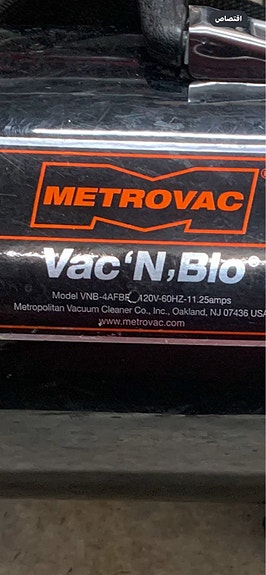 اقتصاص
METROVAC®
Vac 'N, Blo®
Model VNB-4AFB 120V-60HZ-11.25amps
Metropolitan Vacuum Cleaner Co., Inc., Oakland, NJ 07436 USA
www.metrovac.com